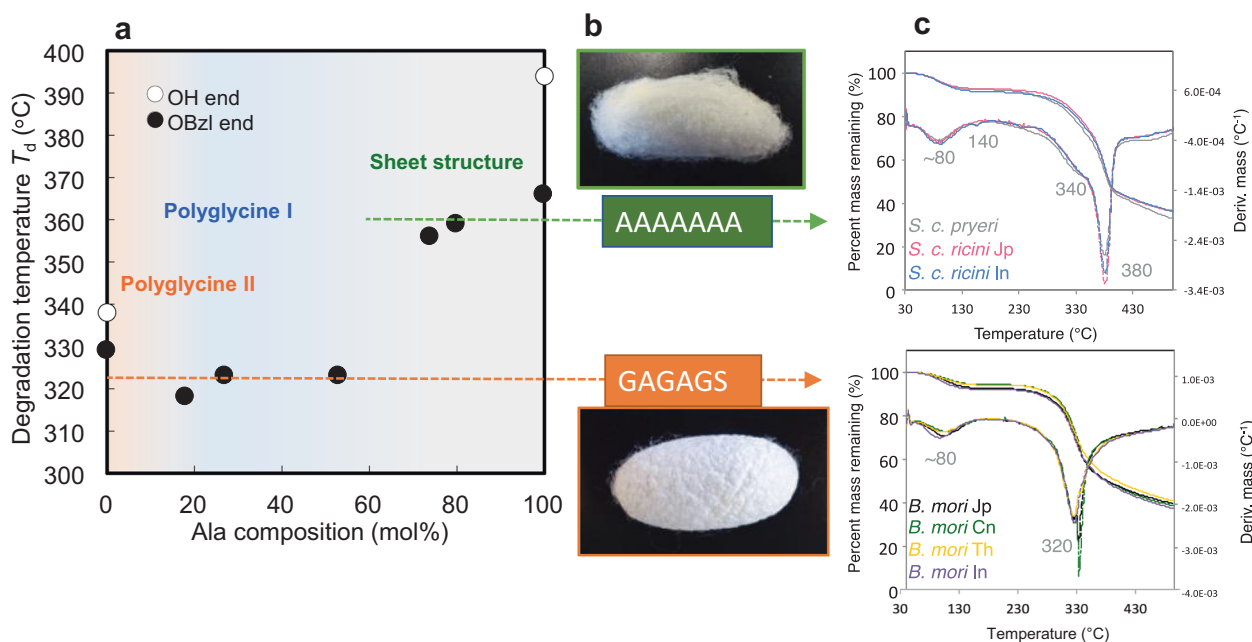 a
Degradation temperature Td (°C)
400
390
380
370
360
350
340
330
320
310
300
OH end
OBzl end
Sheet structure
Polyglycine I
Polyglycine II
0
20
40
60
80
100
Ala composition (mol%)
b
AAAAAAA
GAGAGS
c
Percent mass remaining (%)
100
80
60
40
20
0
~80
140
340
380
S. c. pryeri
S. c. ricini Jp
S. c. ricini In
6.0E-04
-4.0E-04
-1.4E-03
-2.4E-03
-3.4E-03
Deriv. mass (°C⁻¹)
30
130
230
330
430
Temperature (°C)
Percent mass remaining (%)
100
80
60
40
20
0
~80
320
B. mori Jp
B. mori Cn
B. mori Th
B. mori In
1.0E-03
0.0E+00
-1.0E-03
-2.0E-03
-3.0E-03
-4.0E-03
Deriv. mass (°C⁻¹)
30
130
230
330
430
Temperature (°C)